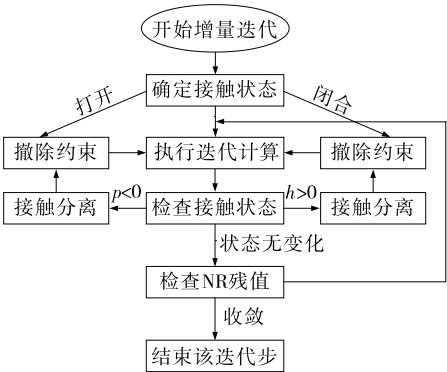 开始增量迭代
确定接触状态
打开
闭合
撤除约束
执行迭代计算
撤除约束
接触分离
p<0
检查接触状态
h>0
接触分离
状态无变化
检查NR残值
收敛
结束该迭代步